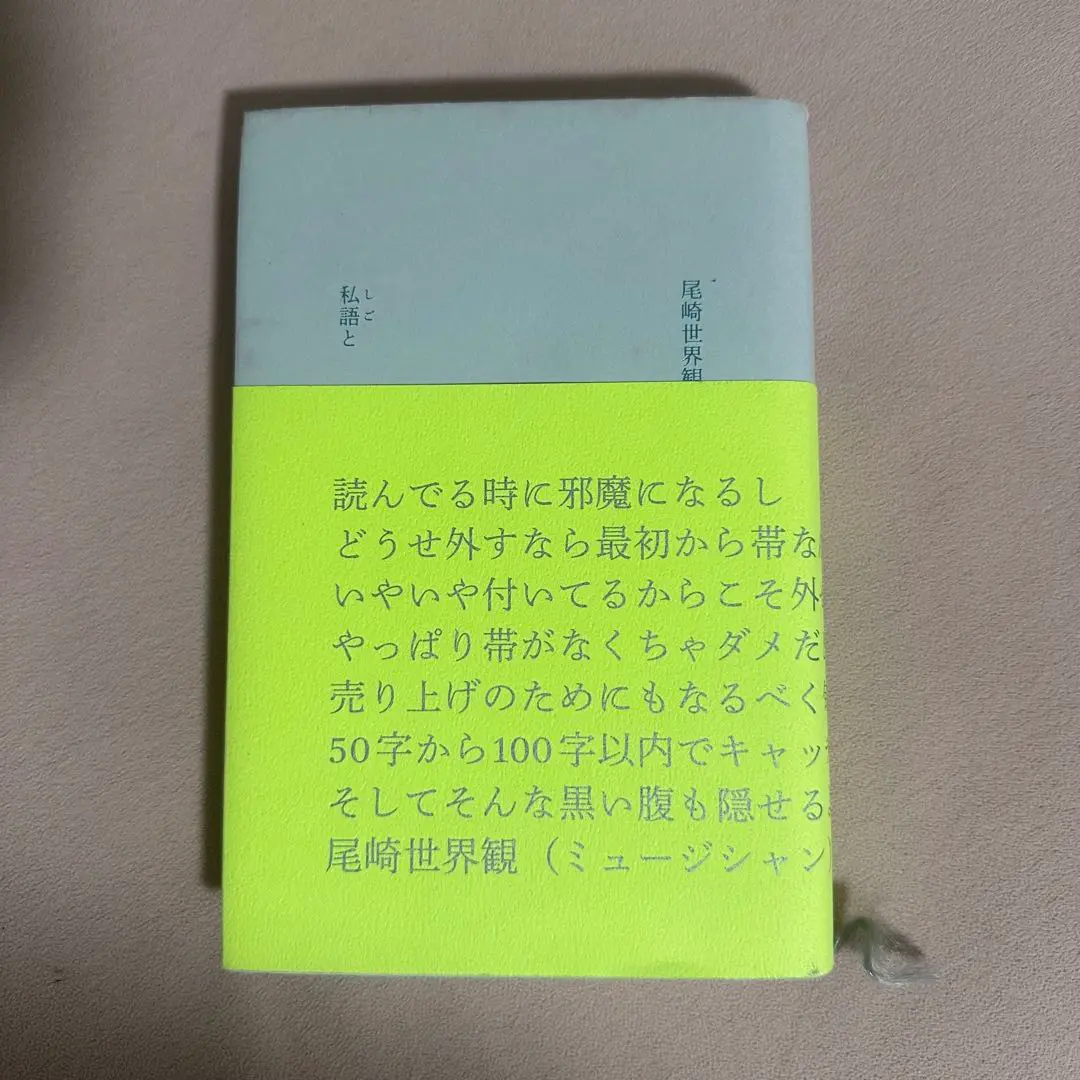 尾崎世界観
私語と
しご
読んでる時に邪魔になるし
どうせ外すなら最初から帯な
いやいや付いてるからこそ外
やっぱり帯がなくちゃダメだ
売り上げのためにもなるべく
50字から100字以内でキャッ
そしてそんな黒い腹も隠せる
尾崎世界観（ミュージシャン）